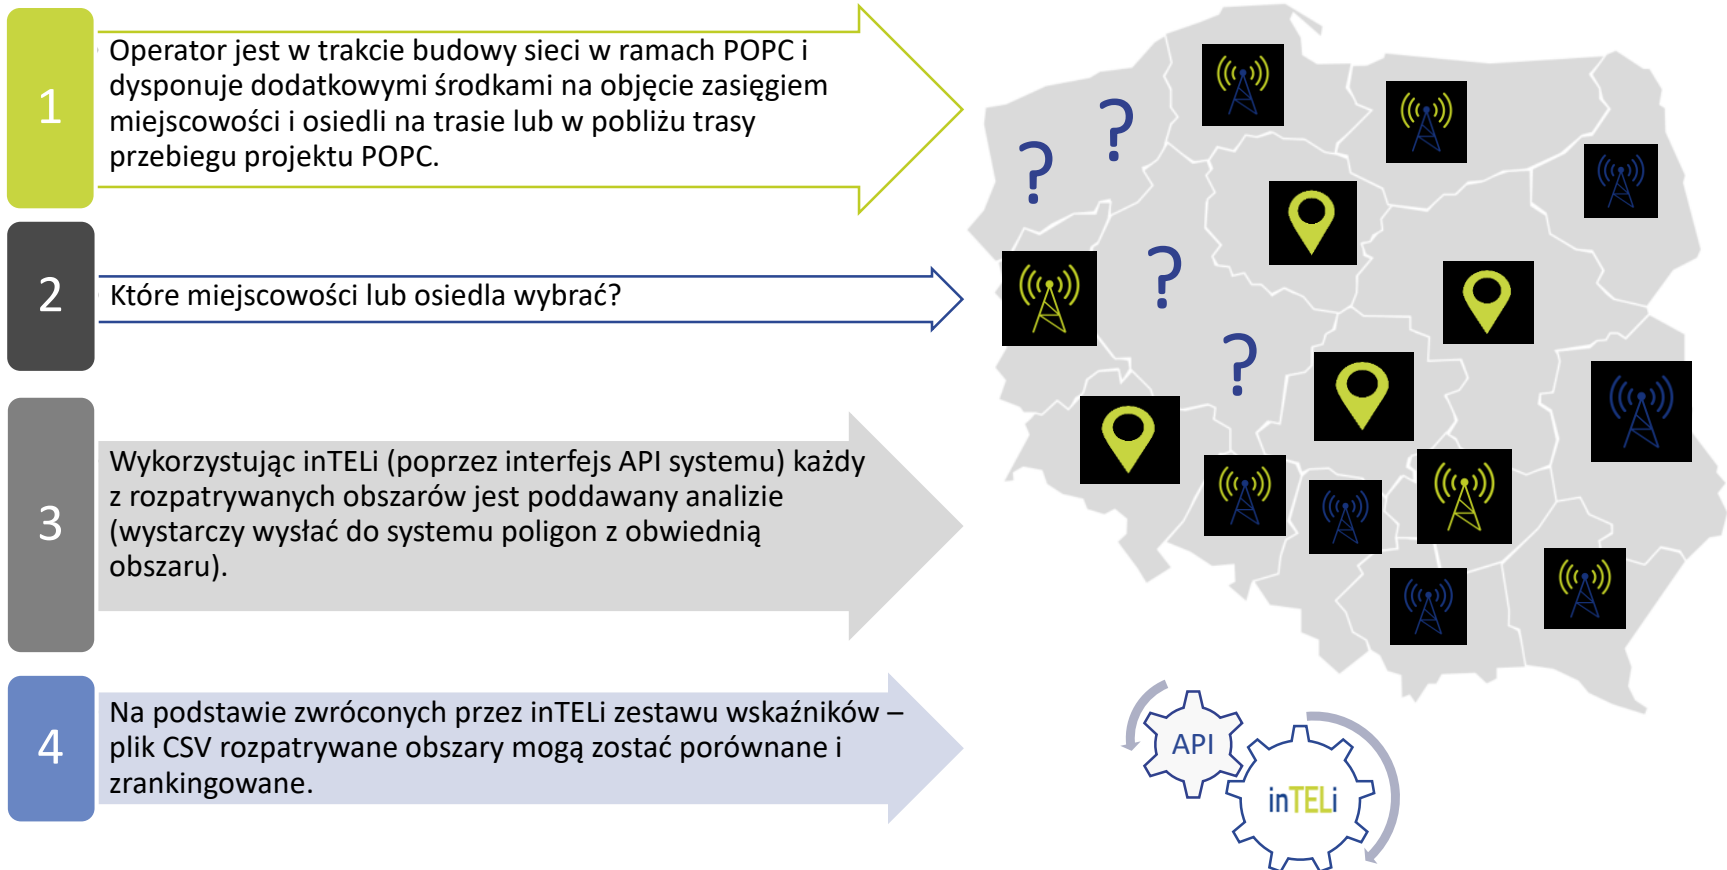 1
Operator jest w trakcie budowy sieci w ramach POPC i
dysponuje dodatkowymi środkami na objęcie zasięgiem
miejscowości i osiedli na trasie lub w pobliżu trasy
przebiegu projektu POPC.
2
Które miejscowości lub osiedla wybrać?
3
Wykorzystując inTELi (poprzez interfejs API systemu) każdy
z rozpatrywanych obszarów jest poddawany analizie
(wystarczy wysłać do systemu poligon z obwiednią
obszaru).
4
Na podstawie zwróconych przez inTELi zestawu wskaźników –
plik CSV rozpatrywane obszary mogą zostać porównane i
zrankingowane.
?
?
?
?
API
inTELi